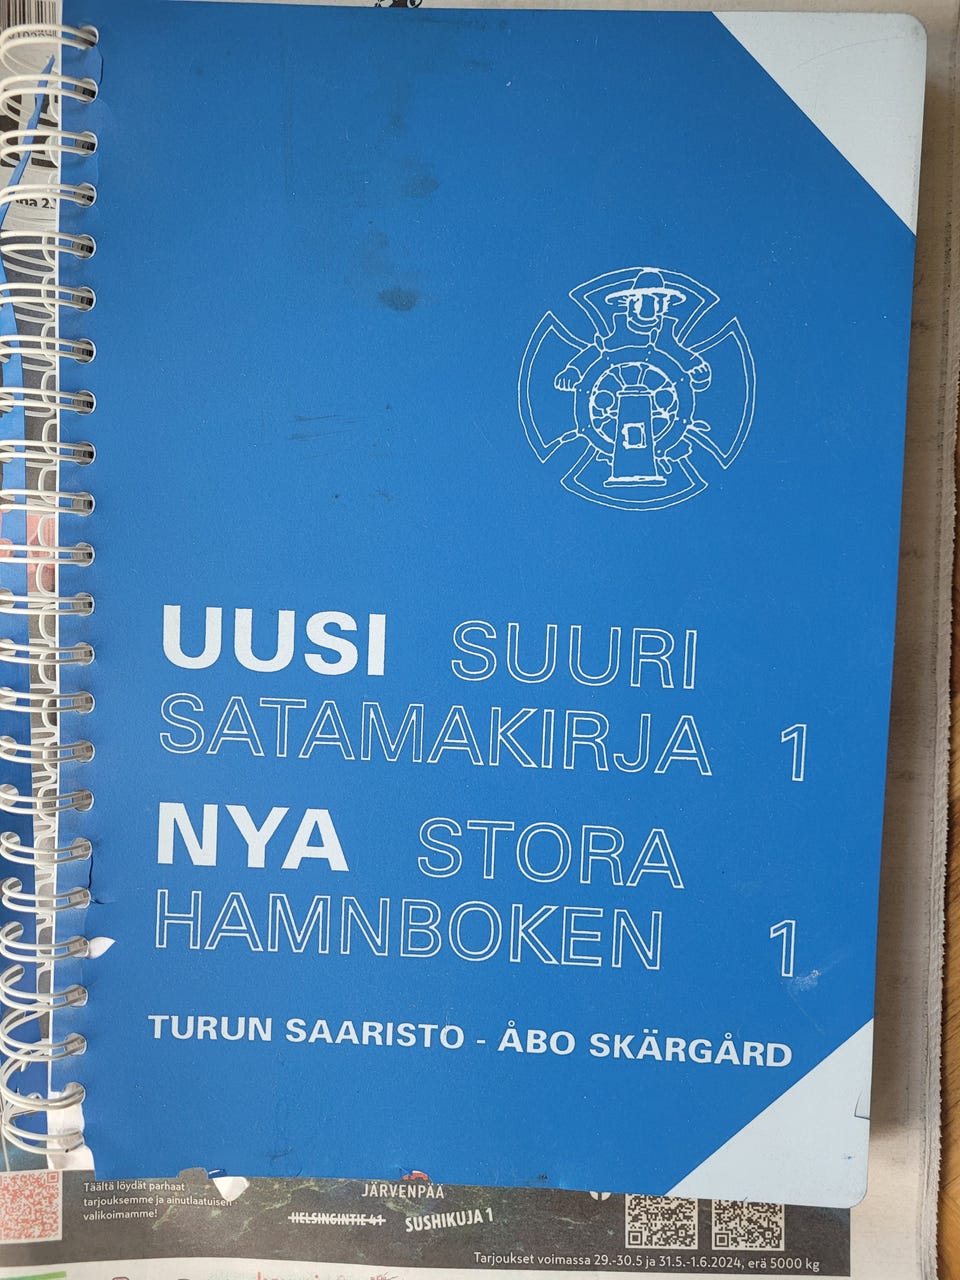 UUSI SUURI
SATAMAKIRJA 1
NYA STORA
HAMNBOKEN 1
TURUN SAARISTO - ÅBO SKÄRGÅRD
Täältä löydät parhaat
tarjouksemme ja ainutlaatuisen
valikoimamme!
JÄRVENPÄÄ
HELSINGINTIE 41 SUSHIKUJA 1
Tarjoukset voimassa 29.-30.5 ja 31.5.-1.6.2024, erä 5000 kg